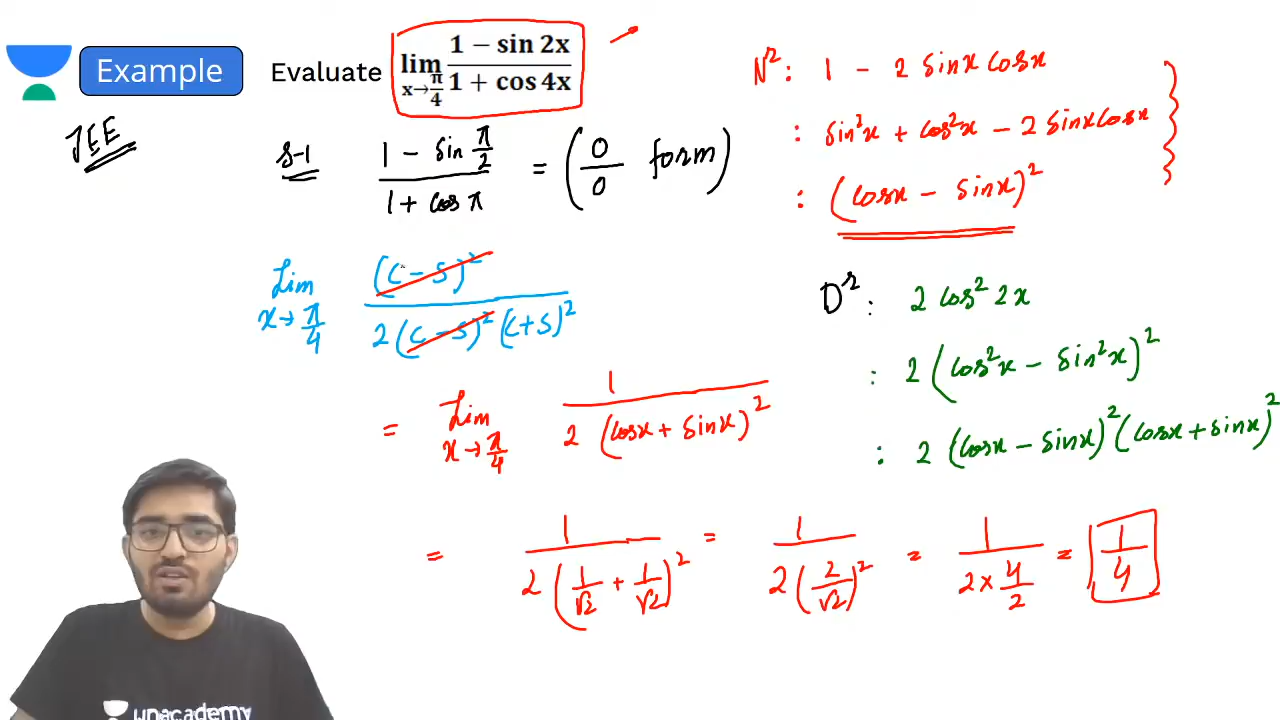 Example
Evaluate lim x→π/4 (1 − sin 2x)/(1 + cos 4x)
JEE
S-1 (1 − sin π/2)/(1 + cos π) = (0/0 form)
Nr: 1 − 2 sinx cosx
: sin²x + cos²x − 2 sinx cosx
: (cosx − sinx)²
Lim x→π/4 (C − S)²/2(C − S)²(C + S)²
Dr: 2 cos² 2x
: 2 (cos²x − sin²x)²
: 2 (cosx − sinx)² (cosx + sinx)²
= Lim x→π/4 1/2 (cosx + sinx)²
= 1/2 (1/√2 + 1/√2)² = 1/2 (2/√2)² = 1/(2 × 4/2) = 1/4
unacademy